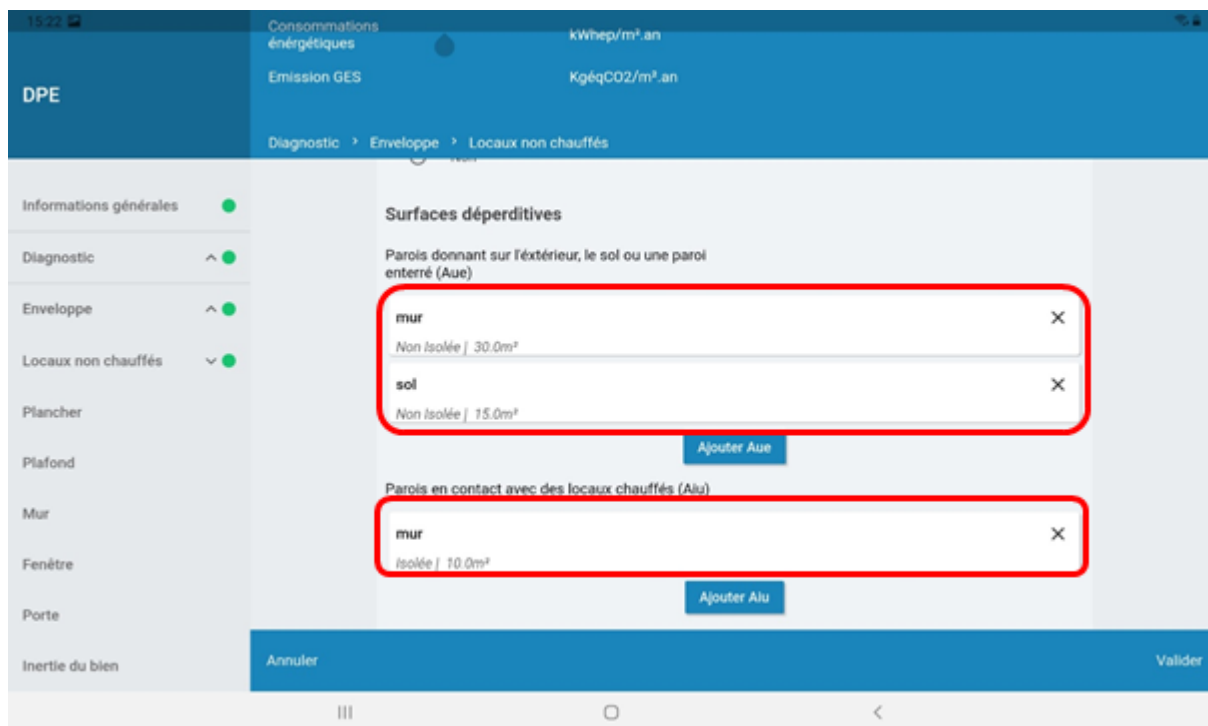 15:22
Consommations
énérgétiques
kWhep/m².an
Emission GES
KgéqCO2/m².an
DPE
Diagnostic > Enveloppe > Locaux non chauffés
Non
Informations générales
Diagnostic
Enveloppe
Locaux non chauffés
Plancher
Plafond
Mur
Fenêtre
Porte
Inertie du bien
Surfaces déperditives
Parois donnant sur l'éxtérieur, le sol ou une paroi
enterré (Aue)
mur
Non Isolée | 30.0m²
sol
Non Isolée | 15.0m²
Ajouter Aue
Parois en contact avec des locaux chauffés (Aiu)
mur
Isolée | 10.0m²
Ajouter Aiu
Annuler
Valider